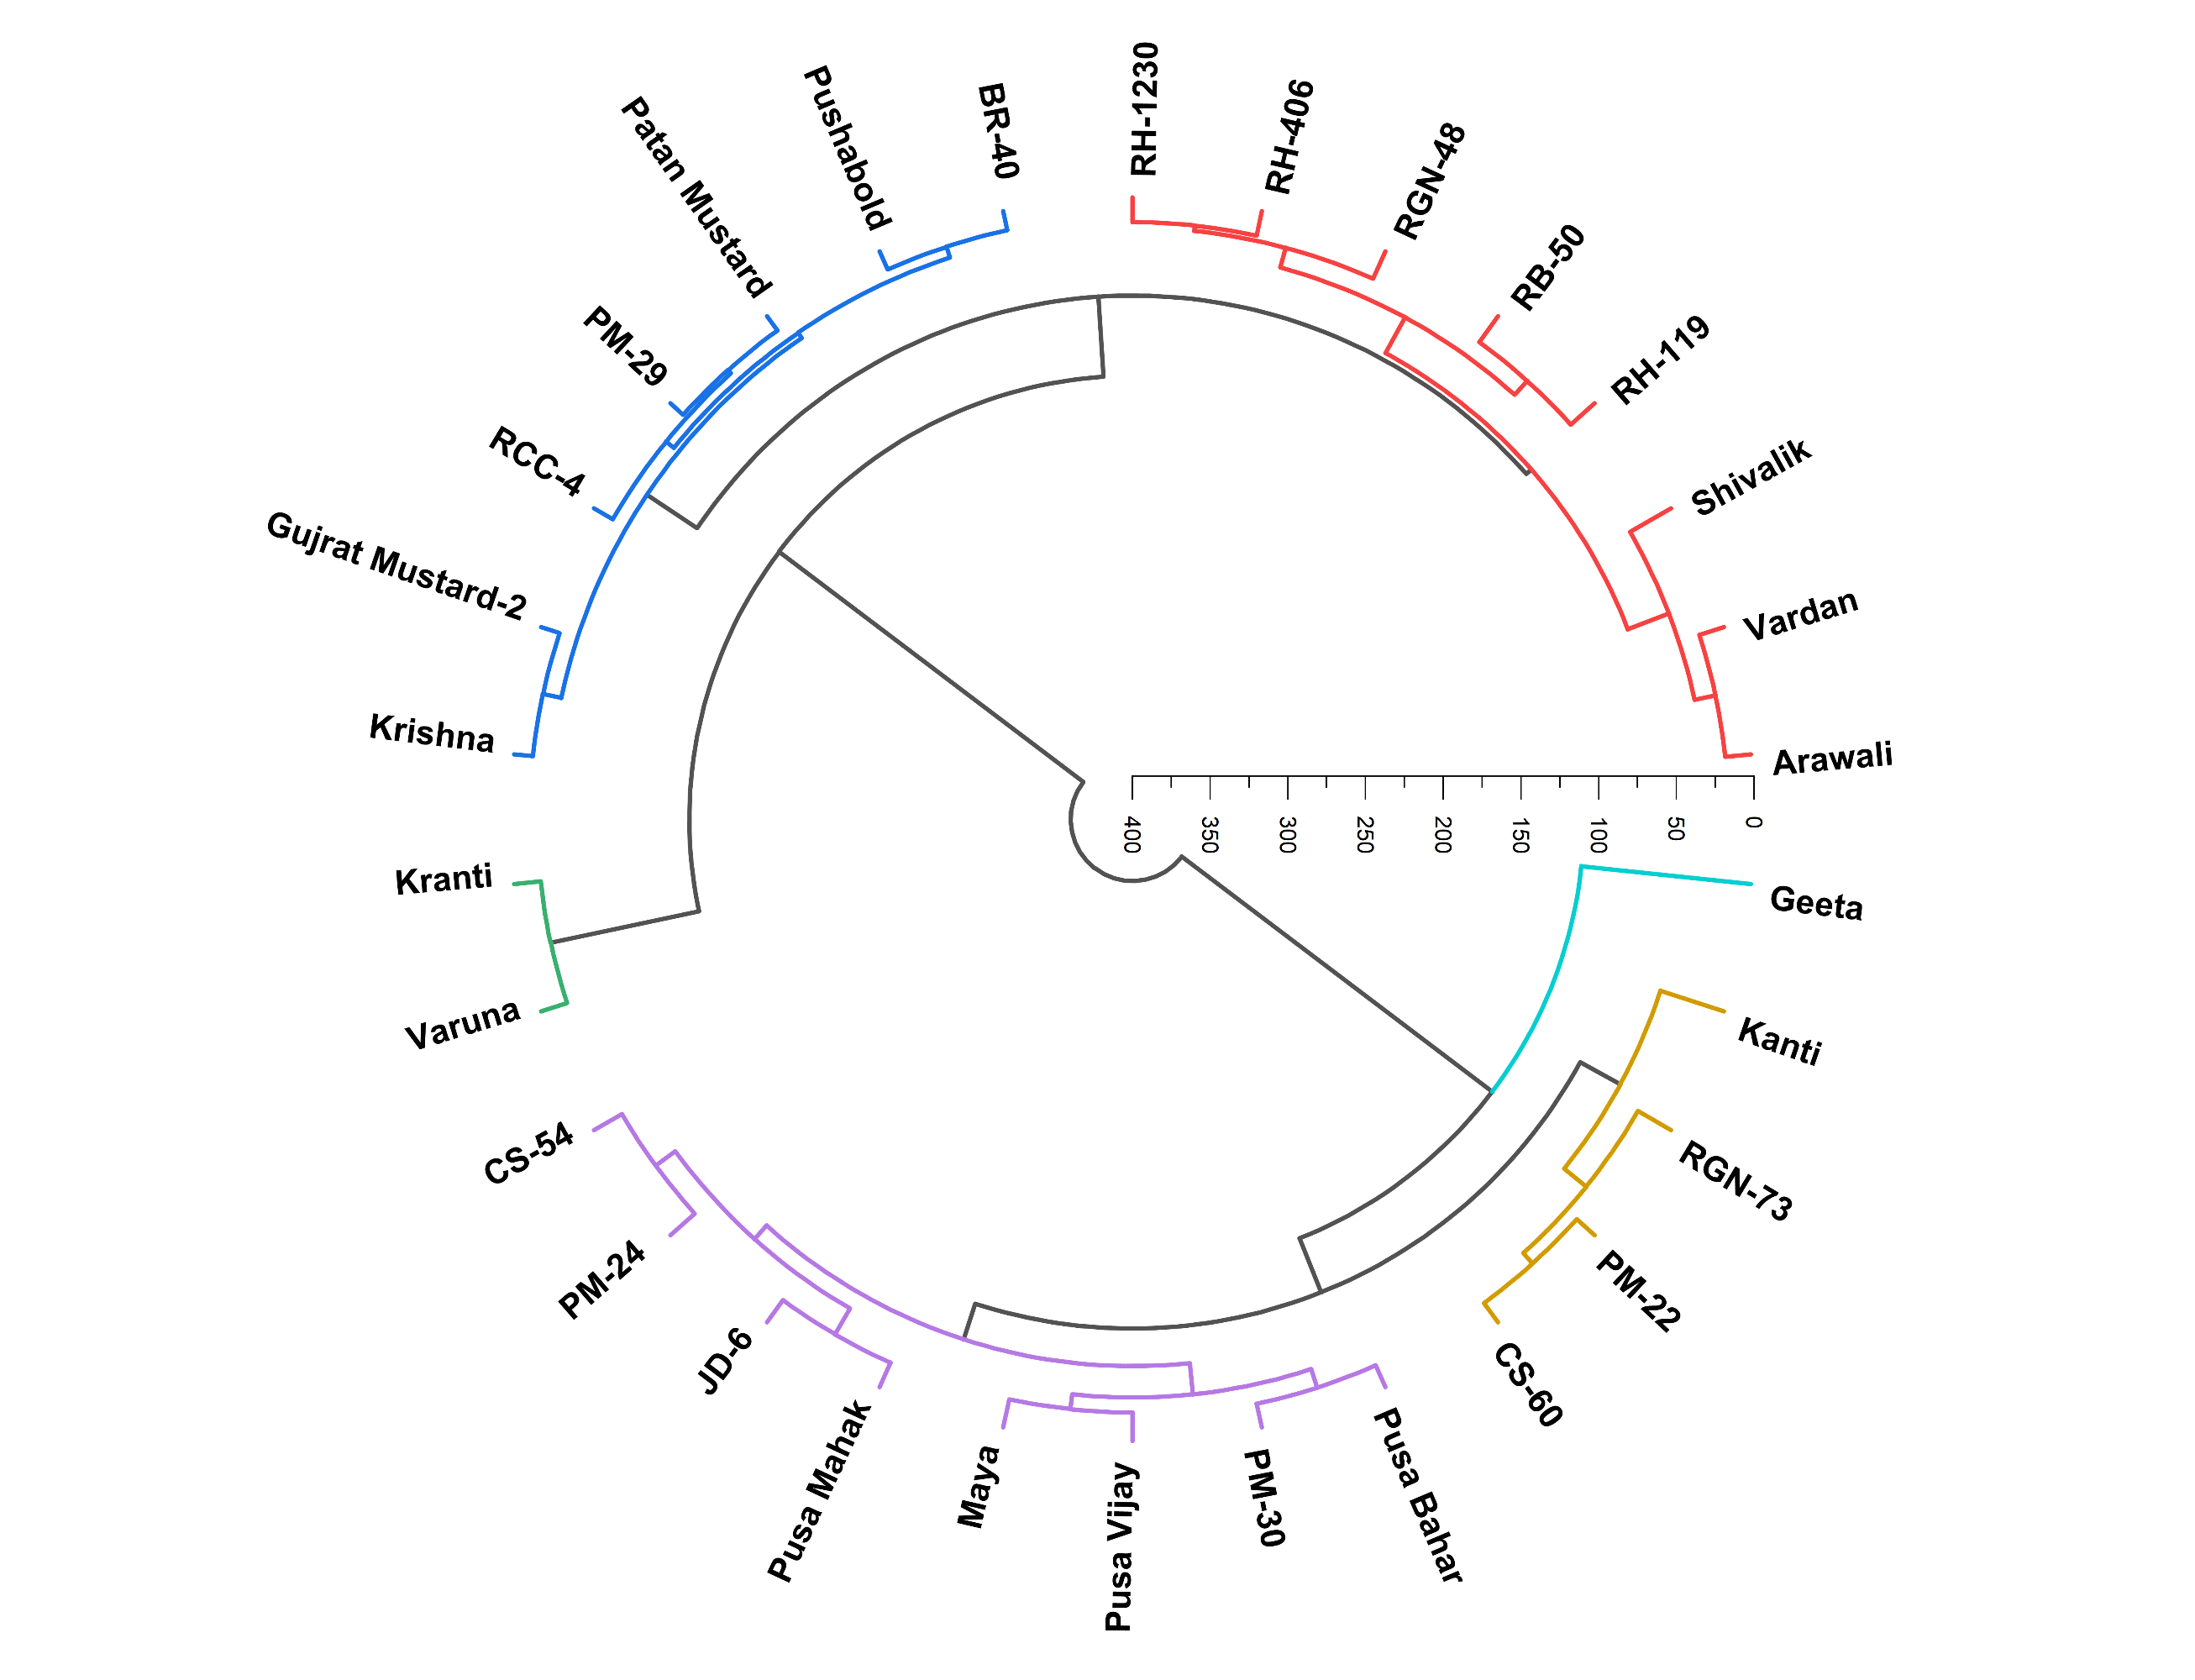 RH-1230
RH-406
RGN-48
RB-50
RH-119
Shivalik
Vardan
Arawali
Geeta
Kanti
RGN-73
PM-22
CS-60
Pusa Bahar
PM-30
Pusa Vijay
Maya
Pusa Mahak
JD-6
PM-24
CS-54
Varuna
Kranti
Krishna
Gujrat Mustard-2
RCC-4
PM-29
Patan Mustard
Pushabold
BR-40
400 350 300 250 200 150 100 50 0